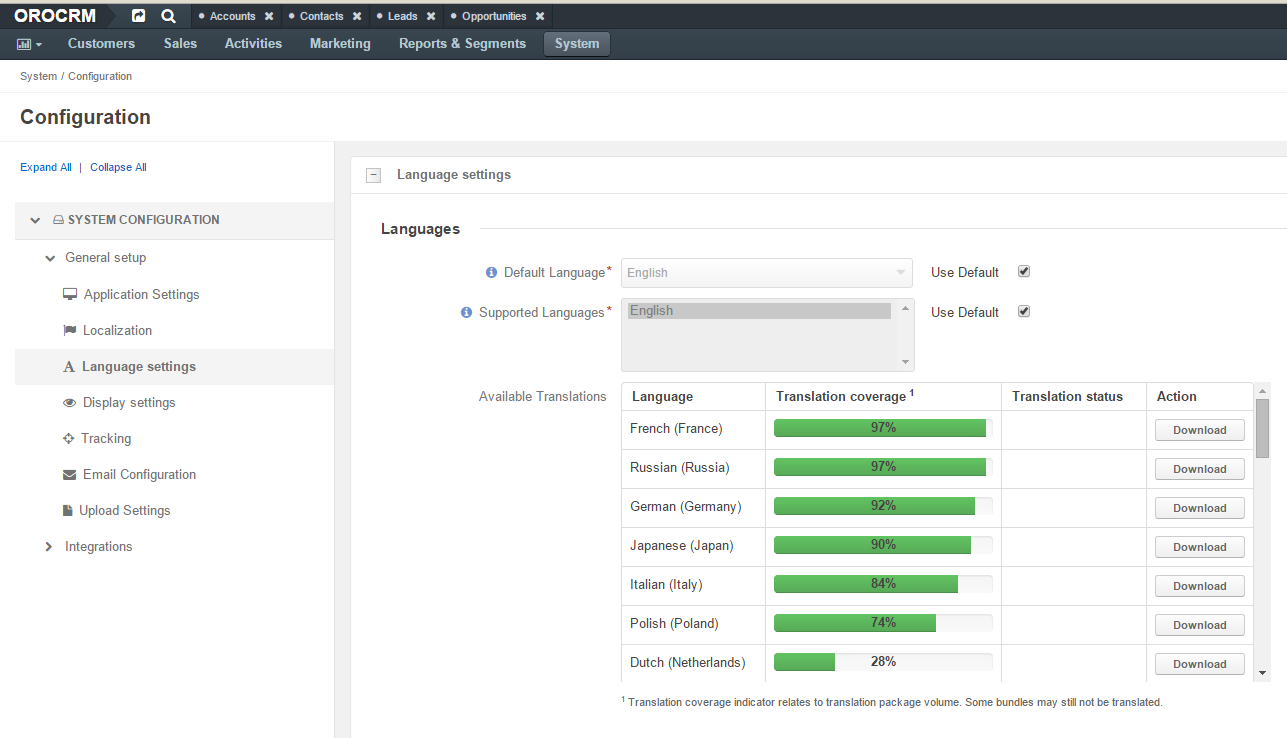 OROCRM Accounts Contacts Leads Opportunities
Customers Sales Activities Marketing Reports & Segments System
System / Configuration
Configuration
Expand All | Collapse All
SYSTEM CONFIGURATION
General setup
Application Settings
Localization
Language settings
Display settings
Tracking
Email Configuration
Upload Settings
Integrations
Language settings
Languages
Default Language* English Use Default
Supported Languages* English Use Default
Available Translations
Language Translation coverage 1 Translation status Action
French (France) 97% Download
Russian (Russia) 97% Download
German (Germany) 92% Download
Japanese (Japan) 90% Download
Italian (Italy) 84% Download
Polish (Poland) 74% Download
Dutch (Netherlands) 28% Download
1 Translation coverage indicator relates to translation package volume. Some bundles may still not be translated.